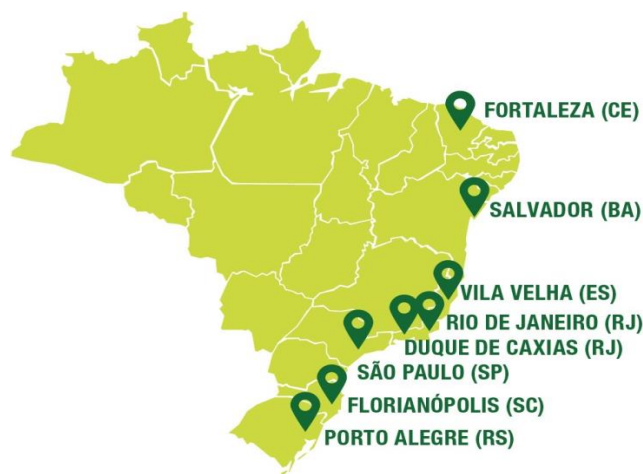 FORTALEZA (CE)
SALVADOR (BA)
VILA VELHA (ES)
RIO DE JANEIRO (RJ)
DUQUE DE CAXIAS (RJ)
SÃO PAULO (SP)
FLORIANÓPOLIS (SC)
PORTO ALEGRE (RS)